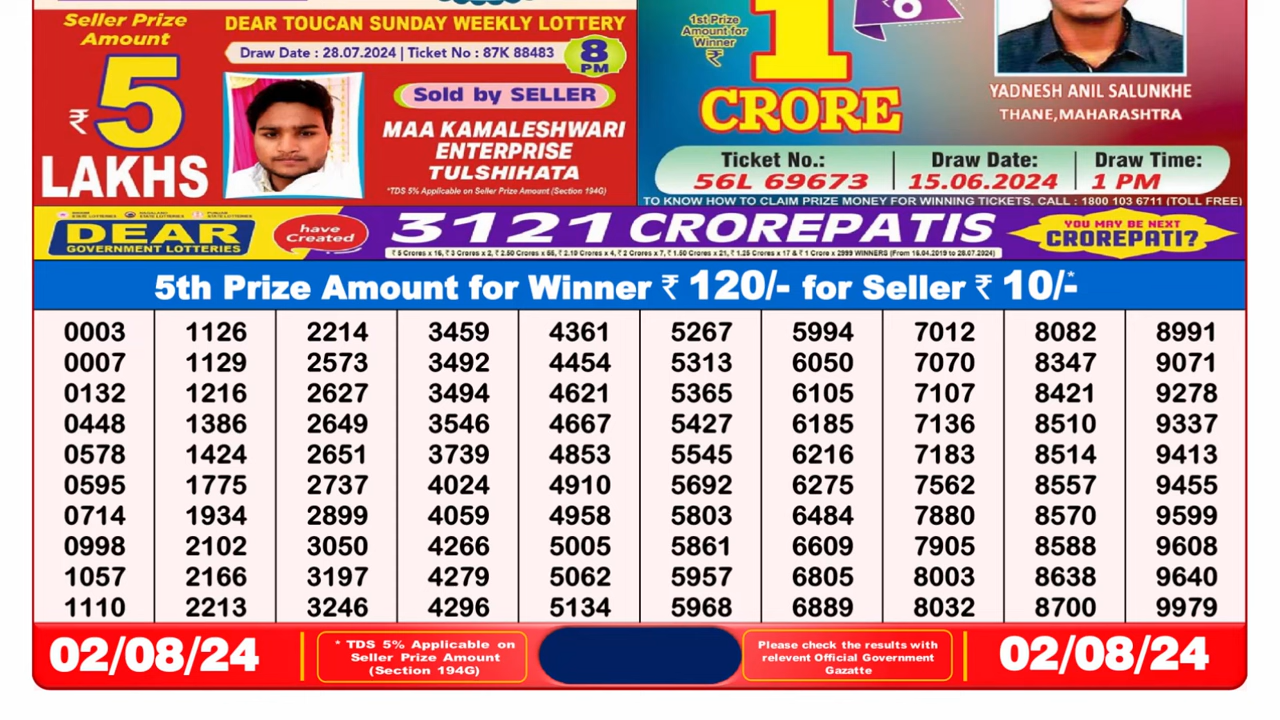 Seller Prize
Amount
₹5
LAKHS
DEAR TOUCAN SUNDAY WEEKLY LOTTERY
Draw Date : 28.07.2024 | Ticket No : 87K 88483
8
PM
Sold by SELLER
MAA KAMALESHWARI
ENTERPRISE
TULSHIHATA
*TDS 5% Applicable on Seller Prize Amount (Section 194G)
1st Prize
Amount for
Winner
₹
1
CRORE
YADNESH ANIL SALUNKHE
THANE,MAHARASHTRA
Ticket No.: Draw Date: Draw Time:
56L 69673 15.06.2024 1 PM
TO KNOW HOW TO CLAIM PRIZE MONEY FOR WINNING TICKETS, CALL : 1800 103 6711 (TOLL FREE)
DEAR
GOVERNMENT LOTTERIES
have
Created
3121 CROREPATIS
YOU MAY BE NEXT
CROREPATI?
5th Prize Amount for Winner ₹ 120/- for Seller ₹ 10/-*
0003 1126 2214 3459 4361 5267 5994 7012 8082 8991
0007 1129 2573 3492 4454 5313 6050 7070 8347 9071
0132 1216 2627 3494 4621 5365 6105 7107 8421 9278
0448 1386 2649 3546 4667 5427 6185 7136 8510 9337
0578 1424 2651 3739 4853 5545 6216 7183 8514 9413
0595 1775 2737 4024 4910 5692 6275 7562 8557 9455
0714 1934 2899 4059 4958 5803 6484 7880 8570 9599
0998 2102 3050 4266 5005 5861 6609 7905 8588 9608
1057 2166 3197 4279 5062 5957 6805 8003 8638 9640
1110 2213 3246 4296 5134 5968 6889 8032 8700 9979
02/08/24
* TDS 5% Applicable on
Seller Prize Amount
(Section 194G)
Please check the results with
relevent Official Government
Gazatte
02/08/24